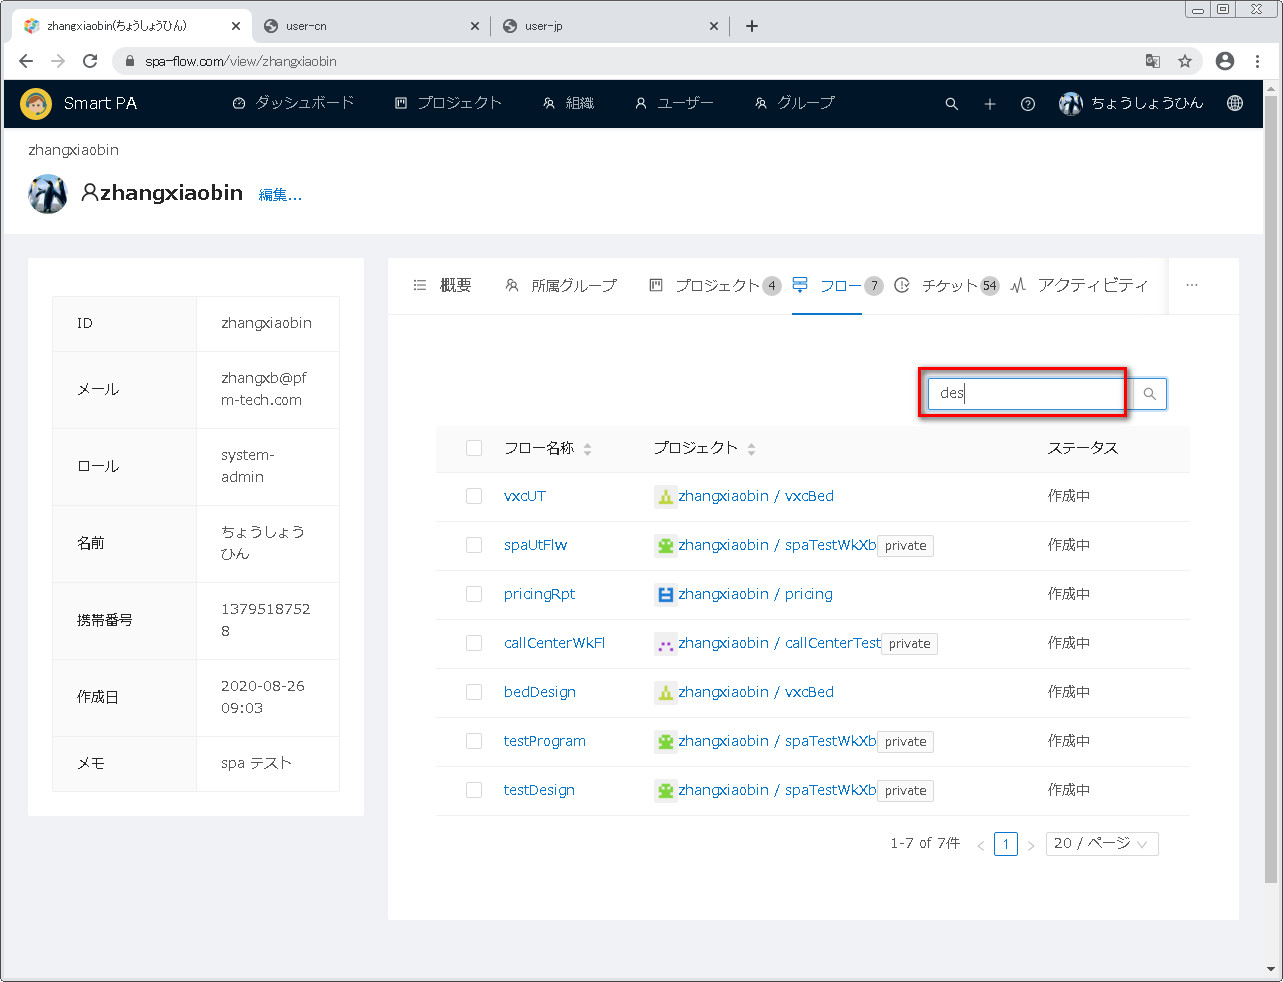 zhangxiaobin(ちょうしょうひん)
user-cn
user-jp
spa-flow.com/view/zhangxiaobin
Smart PA
ダッシュボード
プロジェクト
組織
ユーザー
グループ
ちょうしょうひん
zhangxiaobin
zhangxiaobin 編集...
ID zhangxiaobin
メール zhangxb@pf
m-tech.com
ロール system-
admin
名前 ちょうしょう
ひん
携帯番号 1379518752
8
作成日 2020-08-26
09:03
メモ spa テスト
概要 所属グループ プロジェクト 4 フロー 7 チケット 54 アクティビティ ...
des
フロー名称 プロジェクト ステータス
vxcUT zhangxiaobin / vxcBed 作成中
spaUtFlw zhangxiaobin / spaTestWkXb private 作成中
pricingRpt zhangxiaobin / pricing 作成中
callCenterWkFl zhangxiaobin / callCenterTest private 作成中
bedDesign zhangxiaobin / vxcBed 作成中
testProgram zhangxiaobin / spaTestWkXb private 作成中
testDesign zhangxiaobin / spaTestWkXb private 作成中
1-7 of 7件 < 1 > 20 / ページ